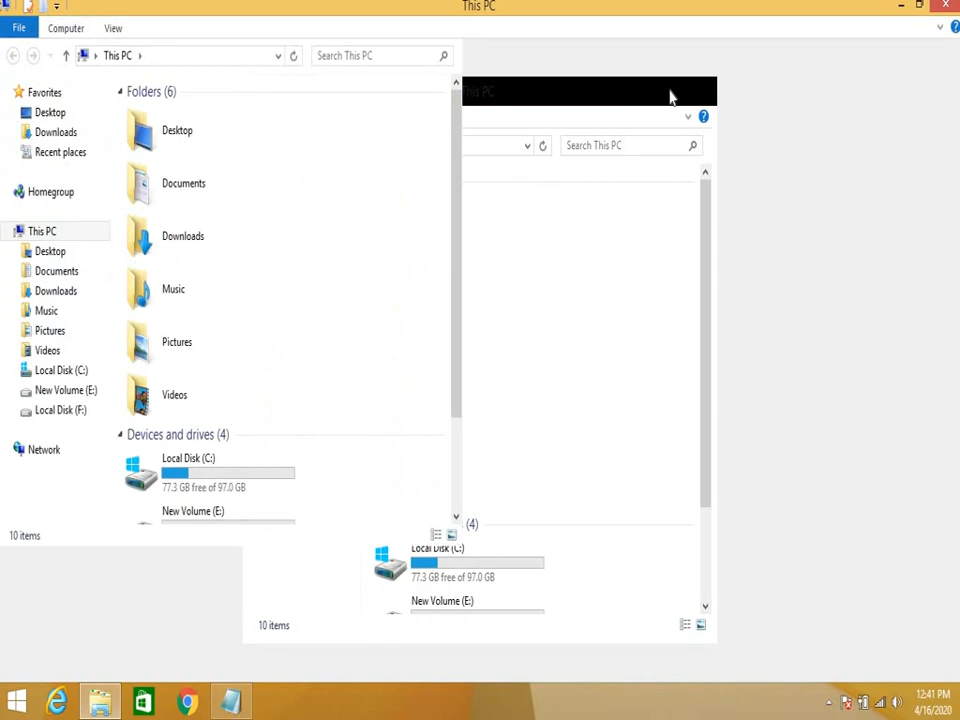 This PC
File Computer View
This PC
Search This PC
Favorites
Desktop
Downloads
Recent places
Homegroup
This PC
Desktop
Documents
Downloads
Music
Pictures
Videos
Local Disk (C:)
New Volume (E:)
Local Disk (F:)
Network
Folders (6)
Desktop
Documents
Downloads
Music
Pictures
Videos
Devices and drives (4)
Local Disk (C:)
77.3 GB free of 97.0 GB
New Volume (E:)
10 items
This PC
Search This PC
(4)
Local Disk (C:)
77.3 GB free of 97.0 GB
New Volume (E:)
10 items
12:41 PM
4/16/2020